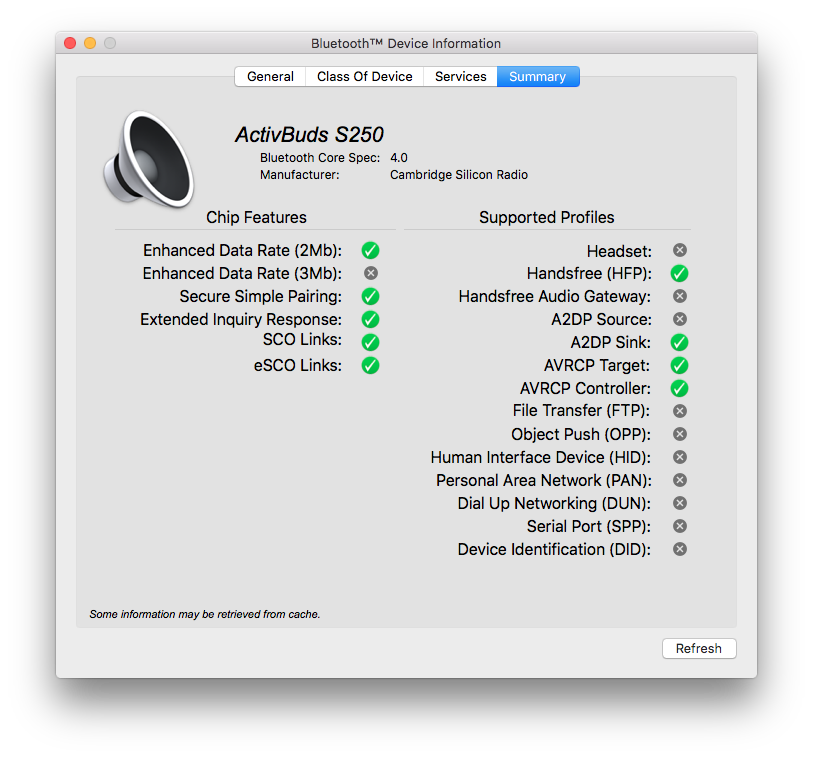 Bluetooth™ Device Information
General Class Of Device Services Summary
ActivBuds S250
Bluetooth Core Spec: 4.0
Manufacturer: Cambridge Silicon Radio
Chip Features
Enhanced Data Rate (2Mb):
Enhanced Data Rate (3Mb):
Secure Simple Pairing:
Extended Inquiry Response:
SCO Links:
eSCO Links:
Supported Profiles
Headset:
Handsfree (HFP):
Handsfree Audio Gateway:
A2DP Source:
A2DP Sink:
AVRCP Target:
AVRCP Controller:
File Transfer (FTP):
Object Push (OPP):
Human Interface Device (HID):
Personal Area Network (PAN):
Dial Up Networking (DUN):
Serial Port (SPP):
Device Identification (DID):
Some information may be retrieved from cache.
Refresh